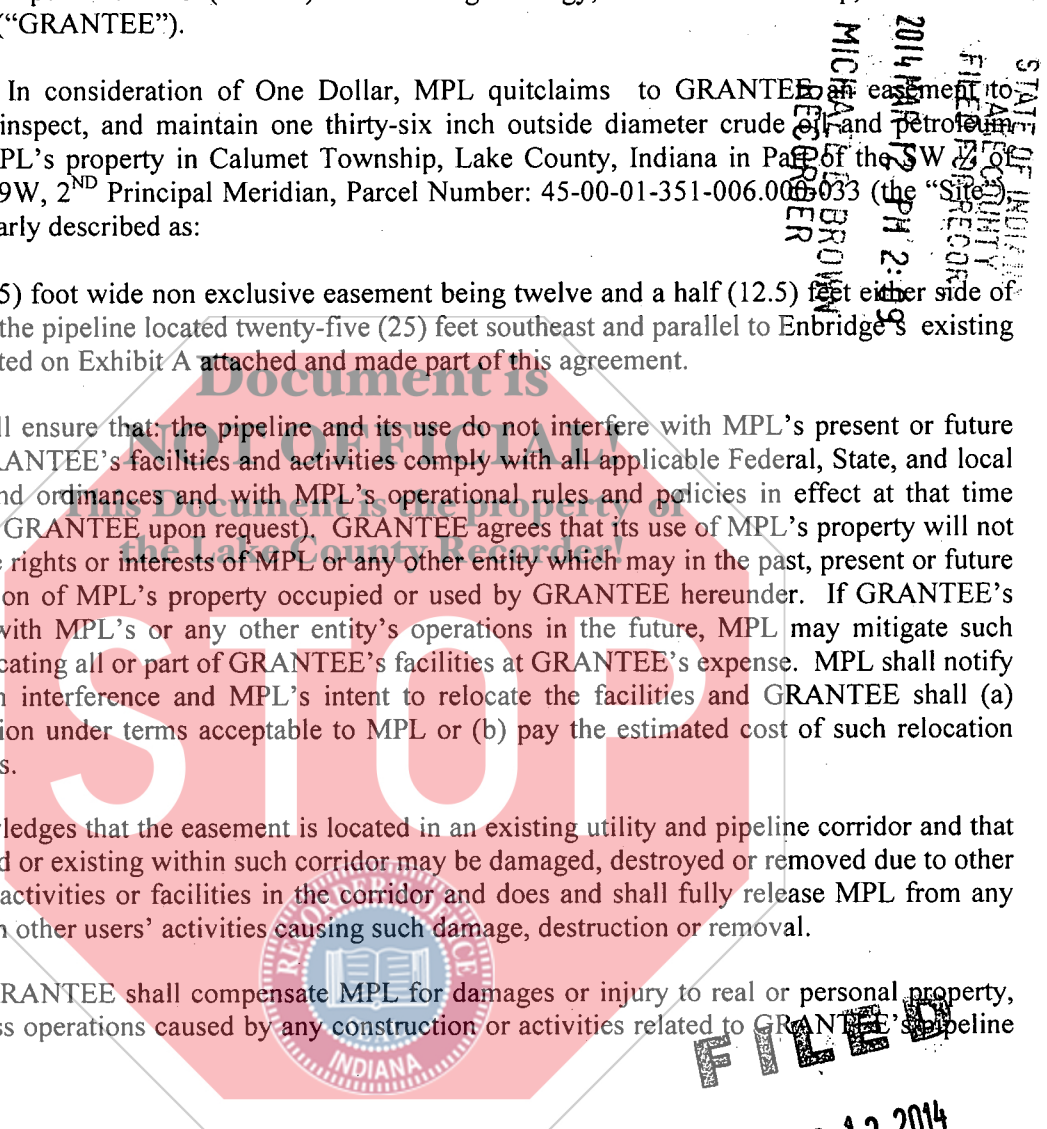 ("GRANTEE").
In consideration of One Dollar, MPL quitclaims to GRANTEE an easement to
inspect, and maintain one thirty-six inch outside diameter crude oil and petroleum
PL's property in Calumet Township, Lake County, Indiana in Part of the SW ¼ of
9W, 2ND Principal Meridian, Parcel Number: 45-00-01-351-006.000-033 (the "Site"),
arly described as:
5) foot wide non exclusive easement being twelve and a half (12.5) feet either side of
the pipeline located twenty-five (25) feet southeast and parallel to Enbridge's existing
ted on Exhibit A attached and made part of this agreement.
ll ensure that: the pipeline and its use do not interfere with MPL's present or future
RANTEE's facilities and activities comply with all applicable Federal, State, and local
nd ordinances and with MPL's operational rules and policies in effect at that time
GRANTEE upon request). GRANTEE agrees that its use of MPL's property will not
rights or interests of MPL or any other entity which may in the past, present or future
on of MPL's property occupied or used by GRANTEE hereunder. If GRANTEE's
with MPL's or any other entity's operations in the future, MPL may mitigate such
cating all or part of GRANTEE's facilities at GRANTEE's expense. MPL shall notify
interference and MPL's intent to relocate the facilities and GRANTEE shall (a)
ion under terms acceptable to MPL or (b) pay the estimated cost of such relocation
s.
ledges that the easement is located in an existing utility and pipeline corridor and that
d or existing within such corridor may be damaged, destroyed or removed due to other
activities or facilities in the corridor and does and shall fully release MPL from any
n other users' activities causing such damage, destruction or removal.
RANTEE shall compensate MPL for damages or injury to real or personal property,
ss operations caused by any construction or activities related to GRANTEE's pipeline
Document is
NOT OFFICIAL!
This Document is the property of
the Lake County Recorder!
STOP
RECORDER'S OFFICE
INDIANA
STATE OF INDIANA
LAKE COUNTY
FILED FOR RECORD
2014 MAR 12 PM 2:09
MICHAEL B. BROWN
RECORDER
FILED
12 2014